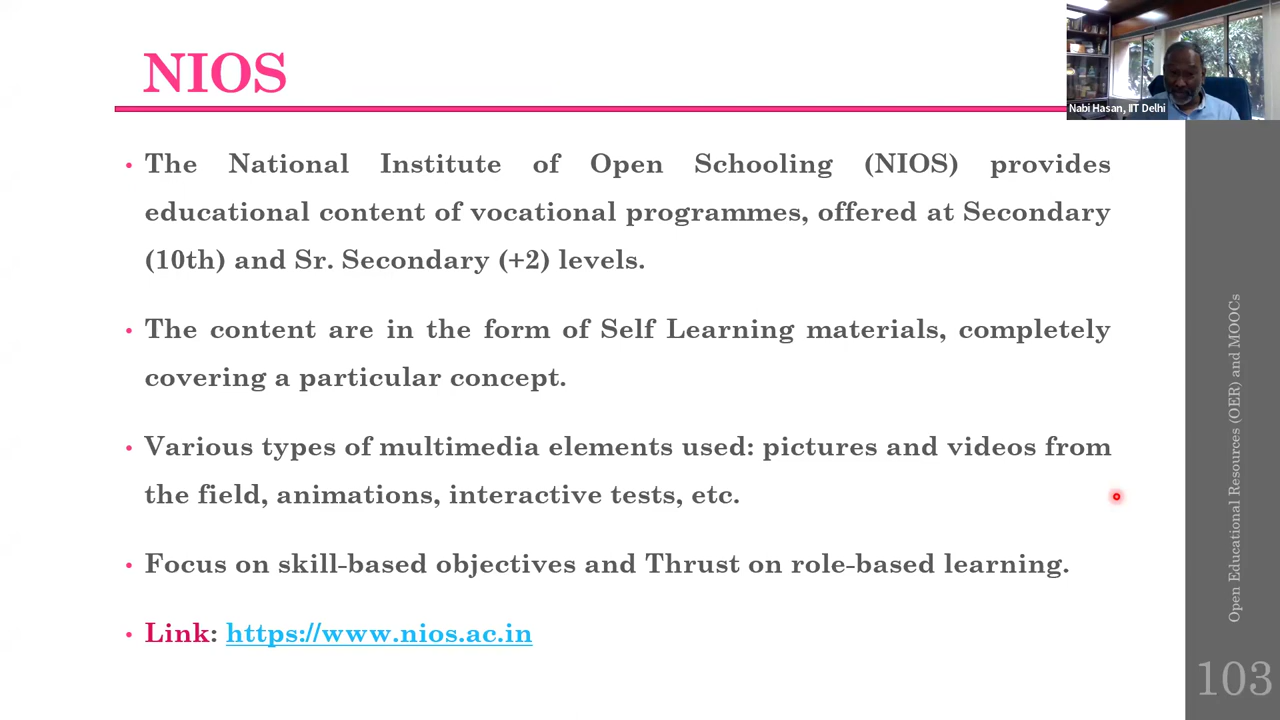 NIOS
Nabi Hasan, IIT Delhi
• The National Institute of Open Schooling (NIOS) provides
educational content of vocational programmes, offered at Secondary
(10th) and Sr. Secondary (+2) levels.
• The content are in the form of Self Learning materials, completely
covering a particular concept.
• Various types of multimedia elements used: pictures and videos from
the field, animations, interactive tests, etc.
• Focus on skill-based objectives and Thrust on role-based learning.
• Link: https://www.nios.ac.in
Open Educational Resources (OER) and MOOCs
103